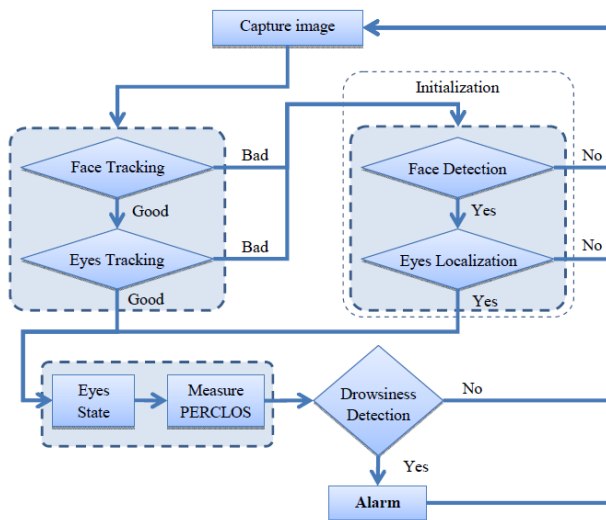 Capture image
Initialization
Face Tracking
Bad
Face Detection
No
Good
Yes
Eyes Tracking
Bad
Eyes Localization
No
Good
Yes
Eyes
State
Measure
PERCLOS
Drowsiness
Detection
No
Yes
Alarm